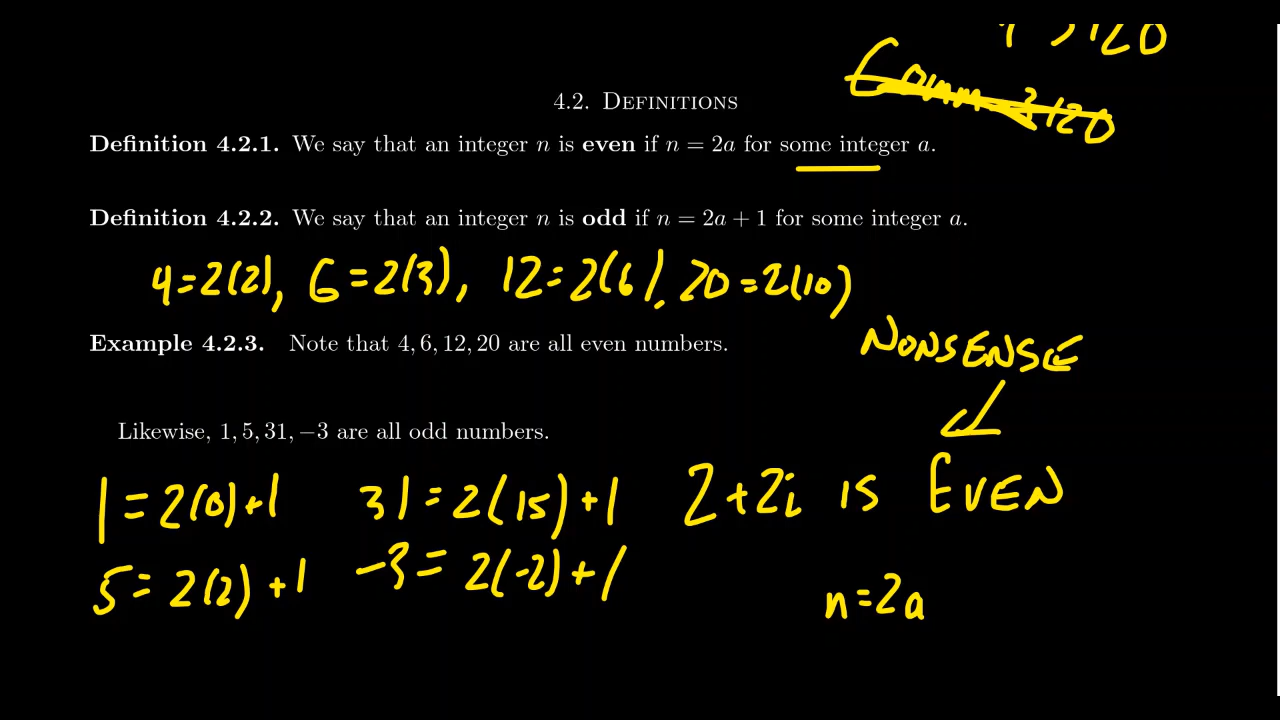 4.2. DEFINITIONS
Definition 4.2.1. We say that an integer n is even if n = 2a for some integer a.
Definition 4.2.2. We say that an integer n is odd if n = 2a + 1 for some integer a.
4=2(2), 6=2(3), 12=2(6), 20=2(10)
Example 4.2.3. Note that 4, 6, 12, 20 are all even numbers.
NONSENSE
Likewise, 1, 5, 31, −3 are all odd numbers.
1=2(0)+1 31=2(15)+1 2+2i IS EVEN
5=2(2)+1 -3=2(-2)+1
n=2a